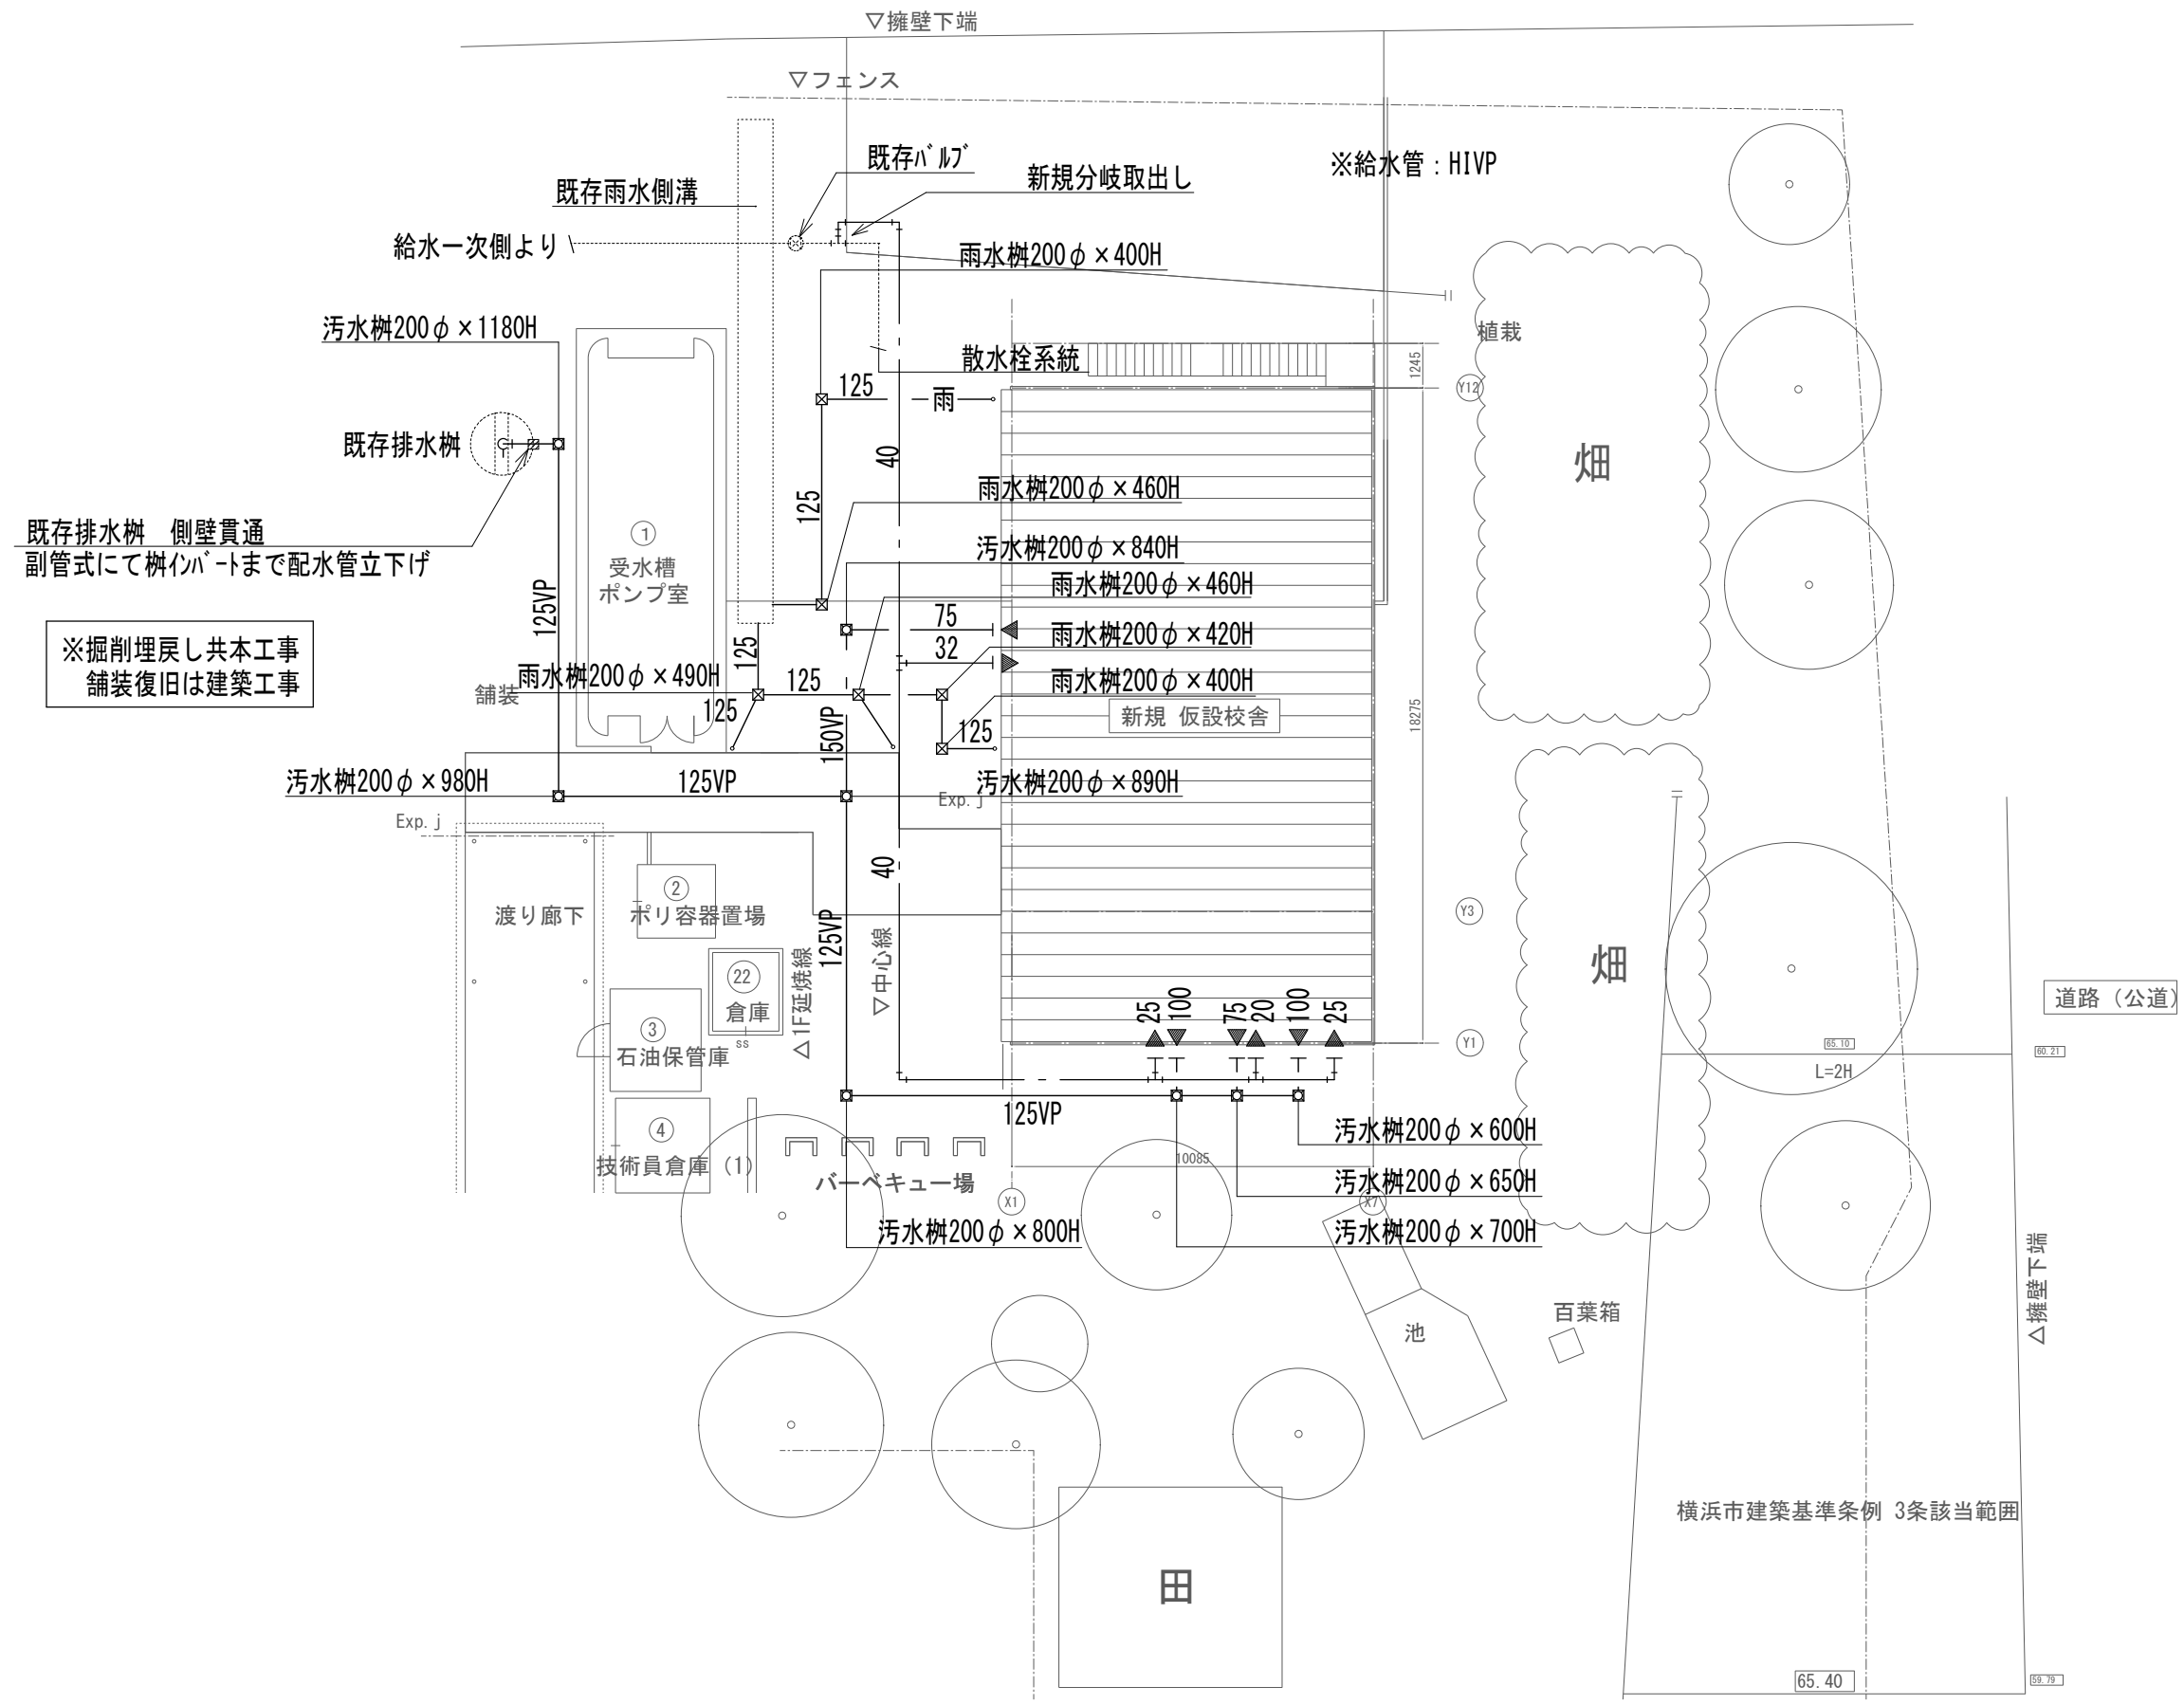 ▽擁壁下端
▽フェンス
既存バルブ
新規分岐取出し
※給水管：HIVP
既存雨水側溝
給水一次側より
雨水桝200φ×400H
汚水桝200φ×1180H
植栽
散水栓系統
1245
125
雨
Y12
40
既存排水桝
畑
雨水桝200φ×460H
125
既存排水桝　側壁貫通
副管式にて桝インバートまで配水管立下げ
①
受水槽
ポンプ室
汚水桝200φ×840H
雨水桝200φ×460H
125VP
75
雨水桝200φ×420H
32
※掘削埋戻し共本工事
舗装復旧は建築工事
125
雨水桝200φ×490H
125
雨水桝200φ×400H
舗装
125
新規 仮設校舎
18275
150VP
125
汚水桝200φ×980H
125VP
汚水桝200φ×890H
Exp.j
Exp.j
40
②
ポリ容器置場
渡り廊下
Y3
125VP
▽中心線
△1F延焼線
畑
22
倉庫
ss
道路（公道）
25
100
75
20
100
25
③
石油保管庫
Y1
65.10
60.21
L=2H
125VP
④
技術員倉庫（1）
汚水桝200φ×600H
10085
バーベキュー場
汚水桝200φ×650H
X1
X7
汚水桝200φ×800H
汚水桝200φ×700H
△擁壁下端
百葉箱
池
横浜市建築基準条例 3条該当範囲
田
65.40
59.79